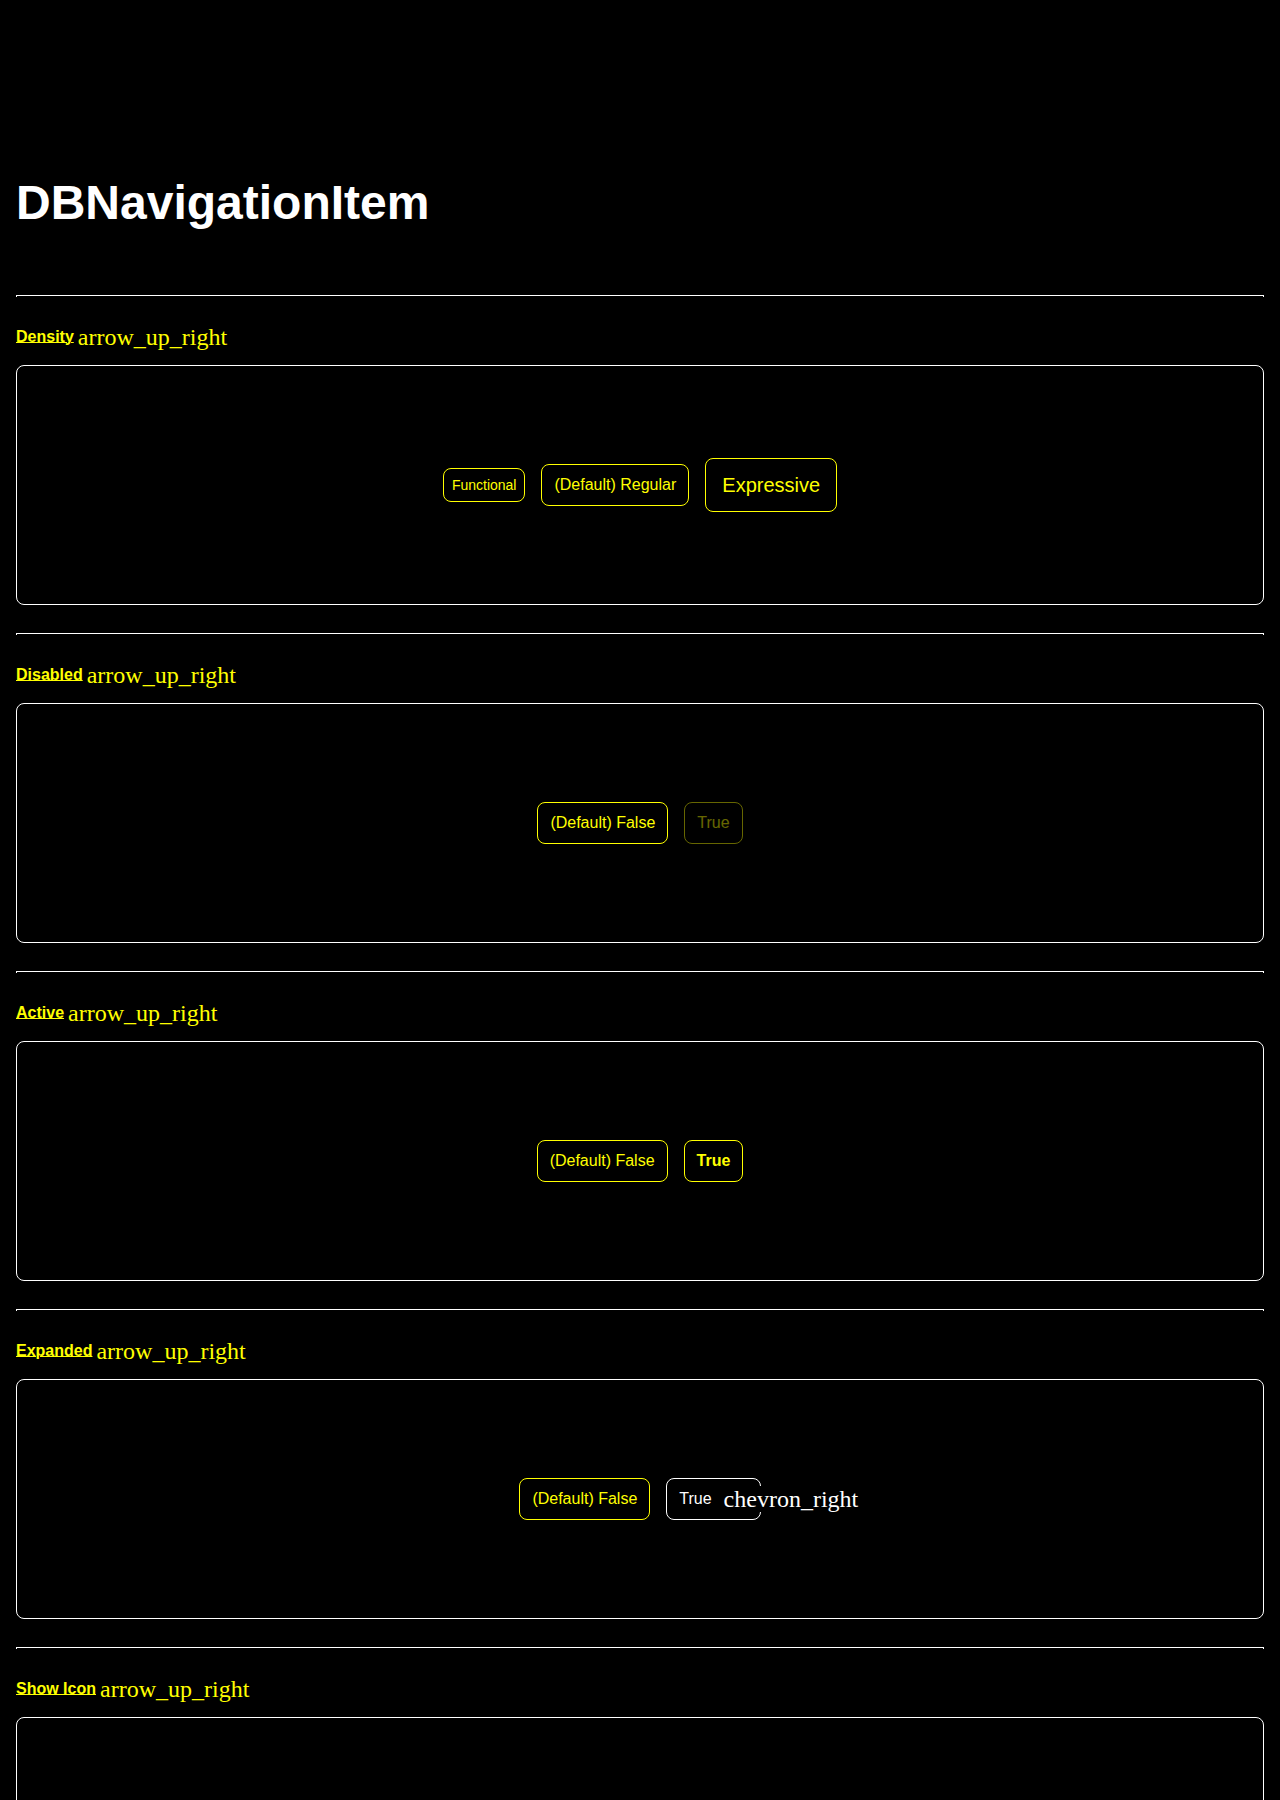 DBNavigationItem
Density arrow_up_right
Functional (Default) Regular Expressive
Disabled arrow_up_right
(Default) False True
Active arrow_up_right
(Default) False True
Expanded arrow_up_right
(Default) False True chevron_right
Show Icon arrow_up_right